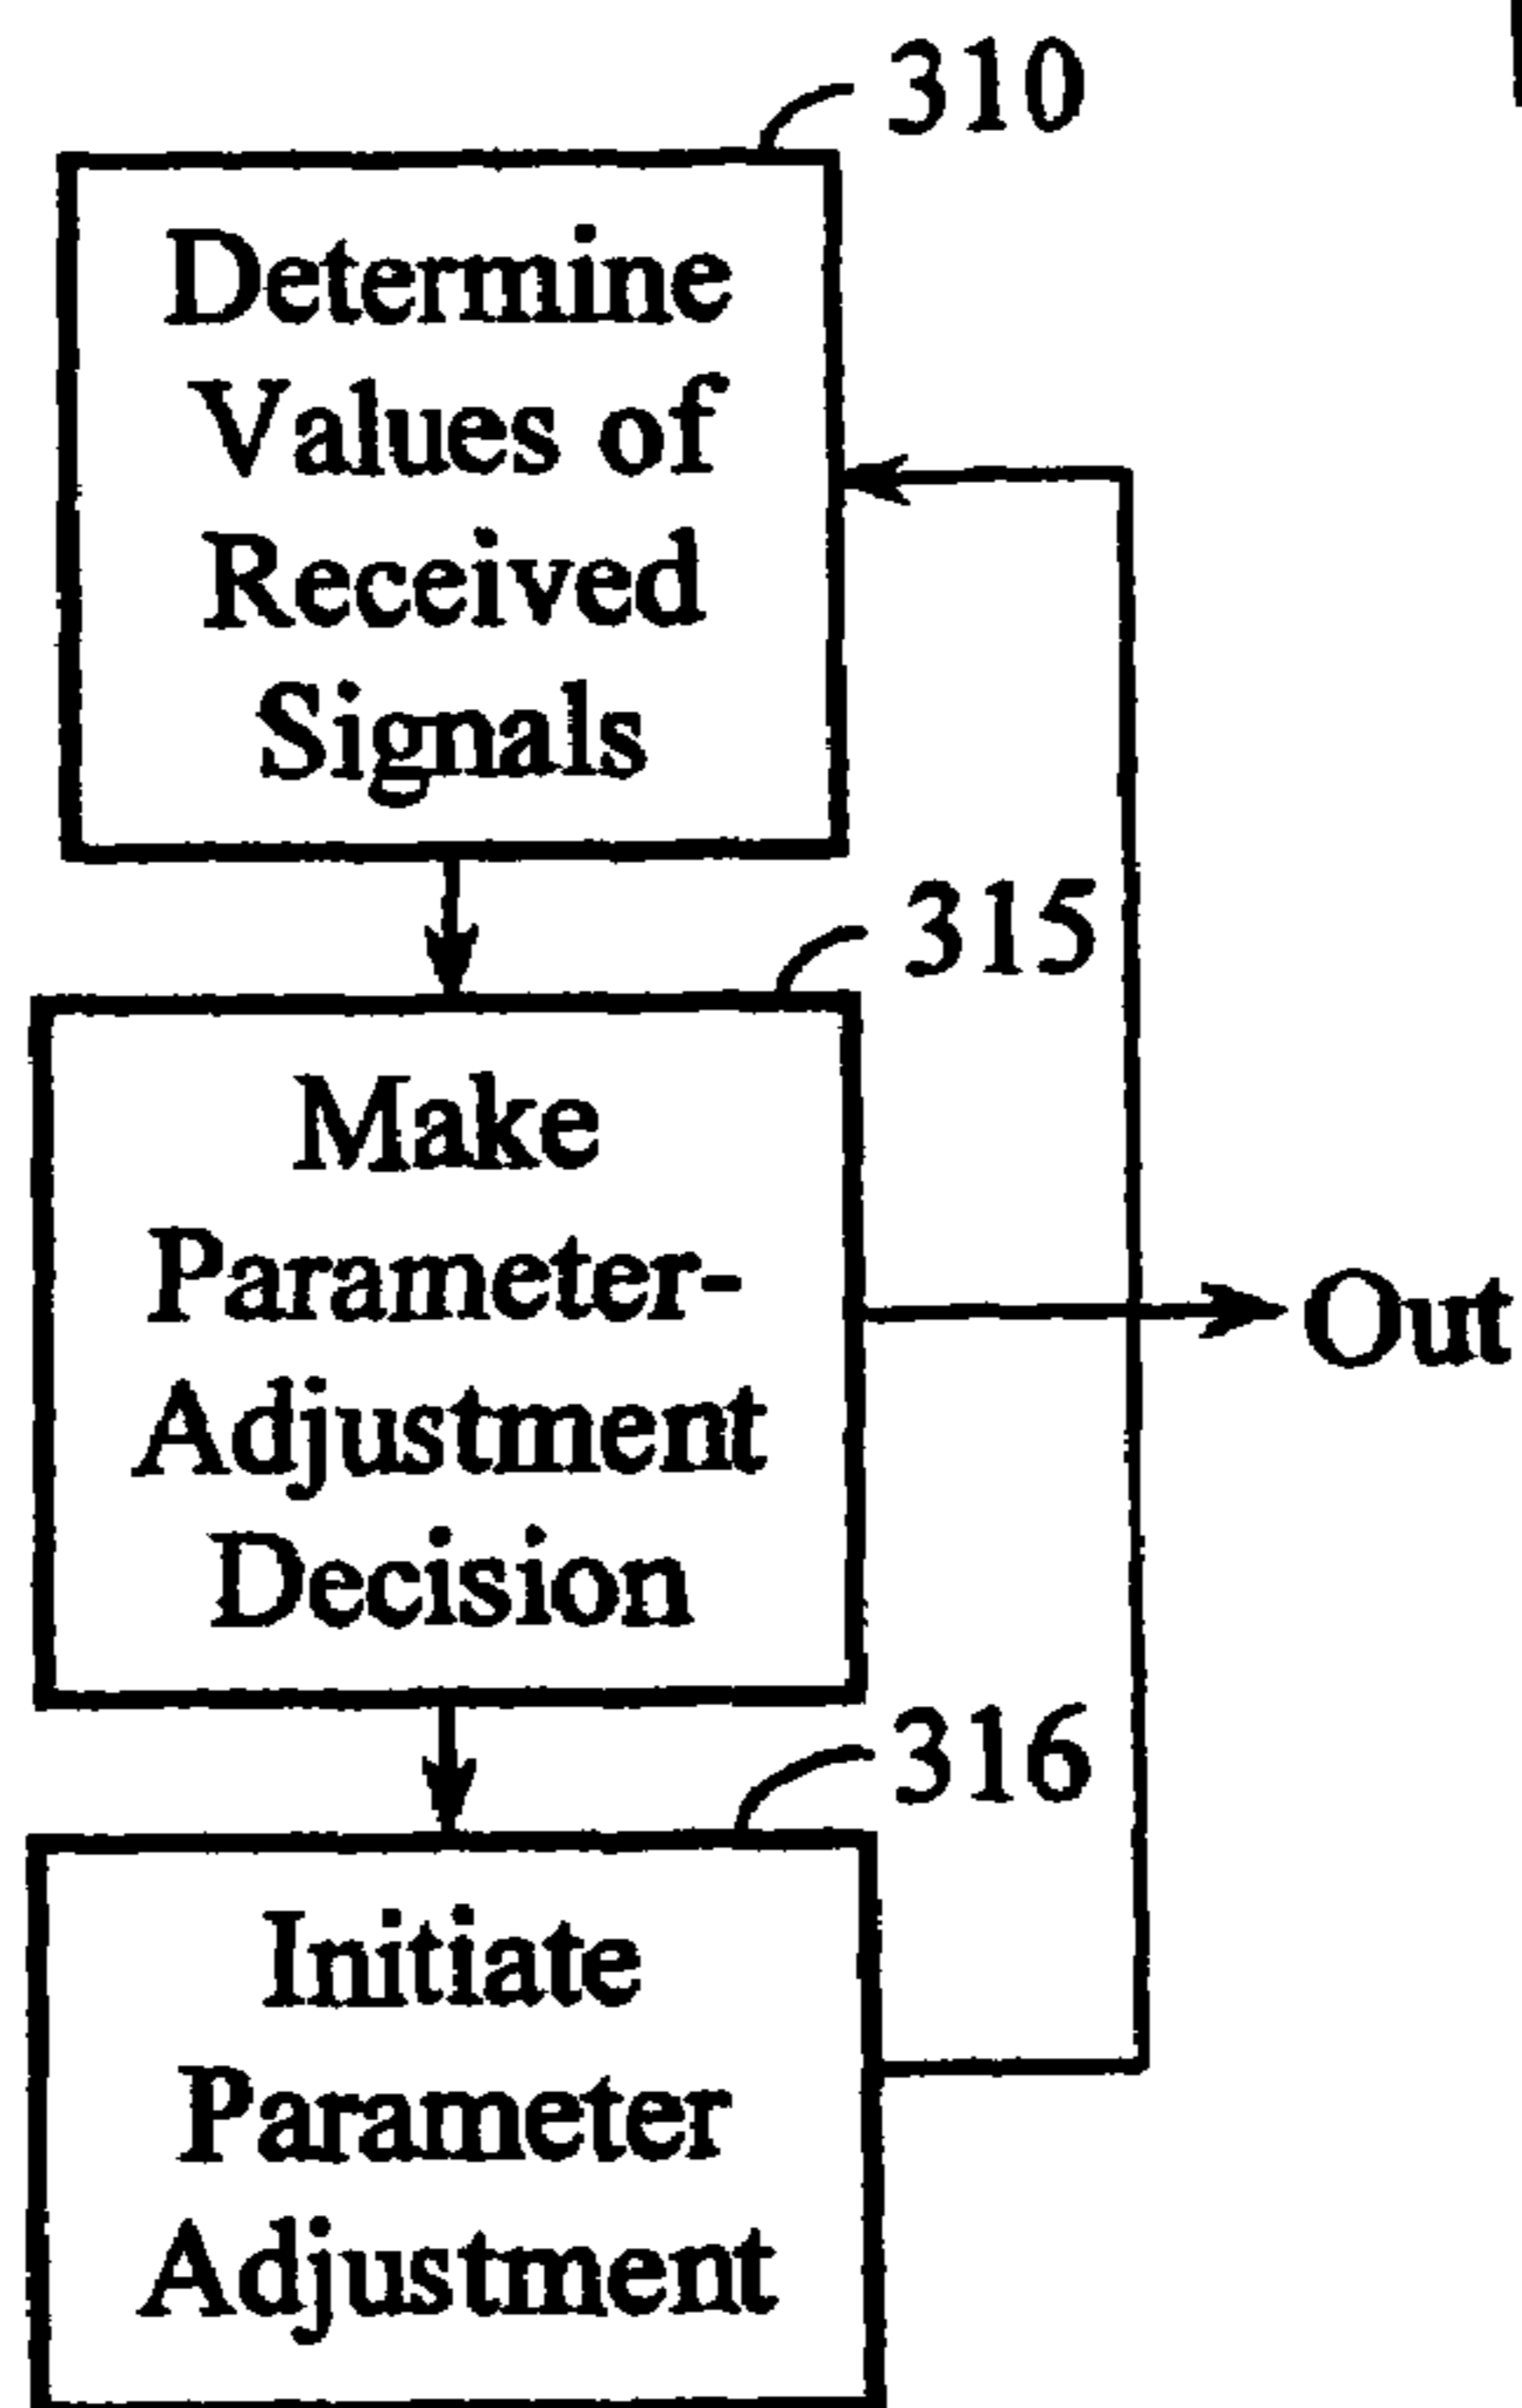 310
Determine
Values of
Received
Signals
315
Make
Parameter-
Adjustment
Decision
Out
316
Initiate
Parameter
Adjustment